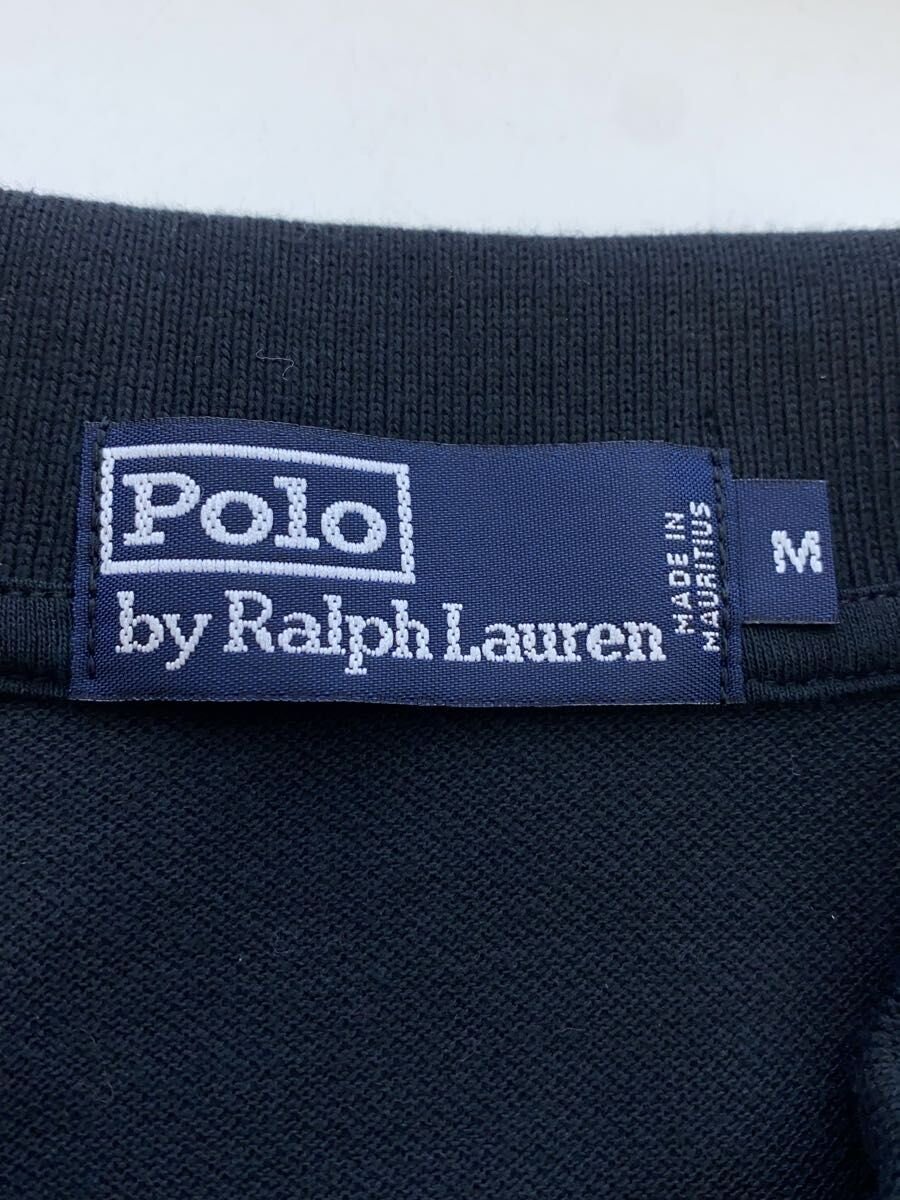 Polo
by Ralph Lauren
MADE IN
MAURITIUS
M